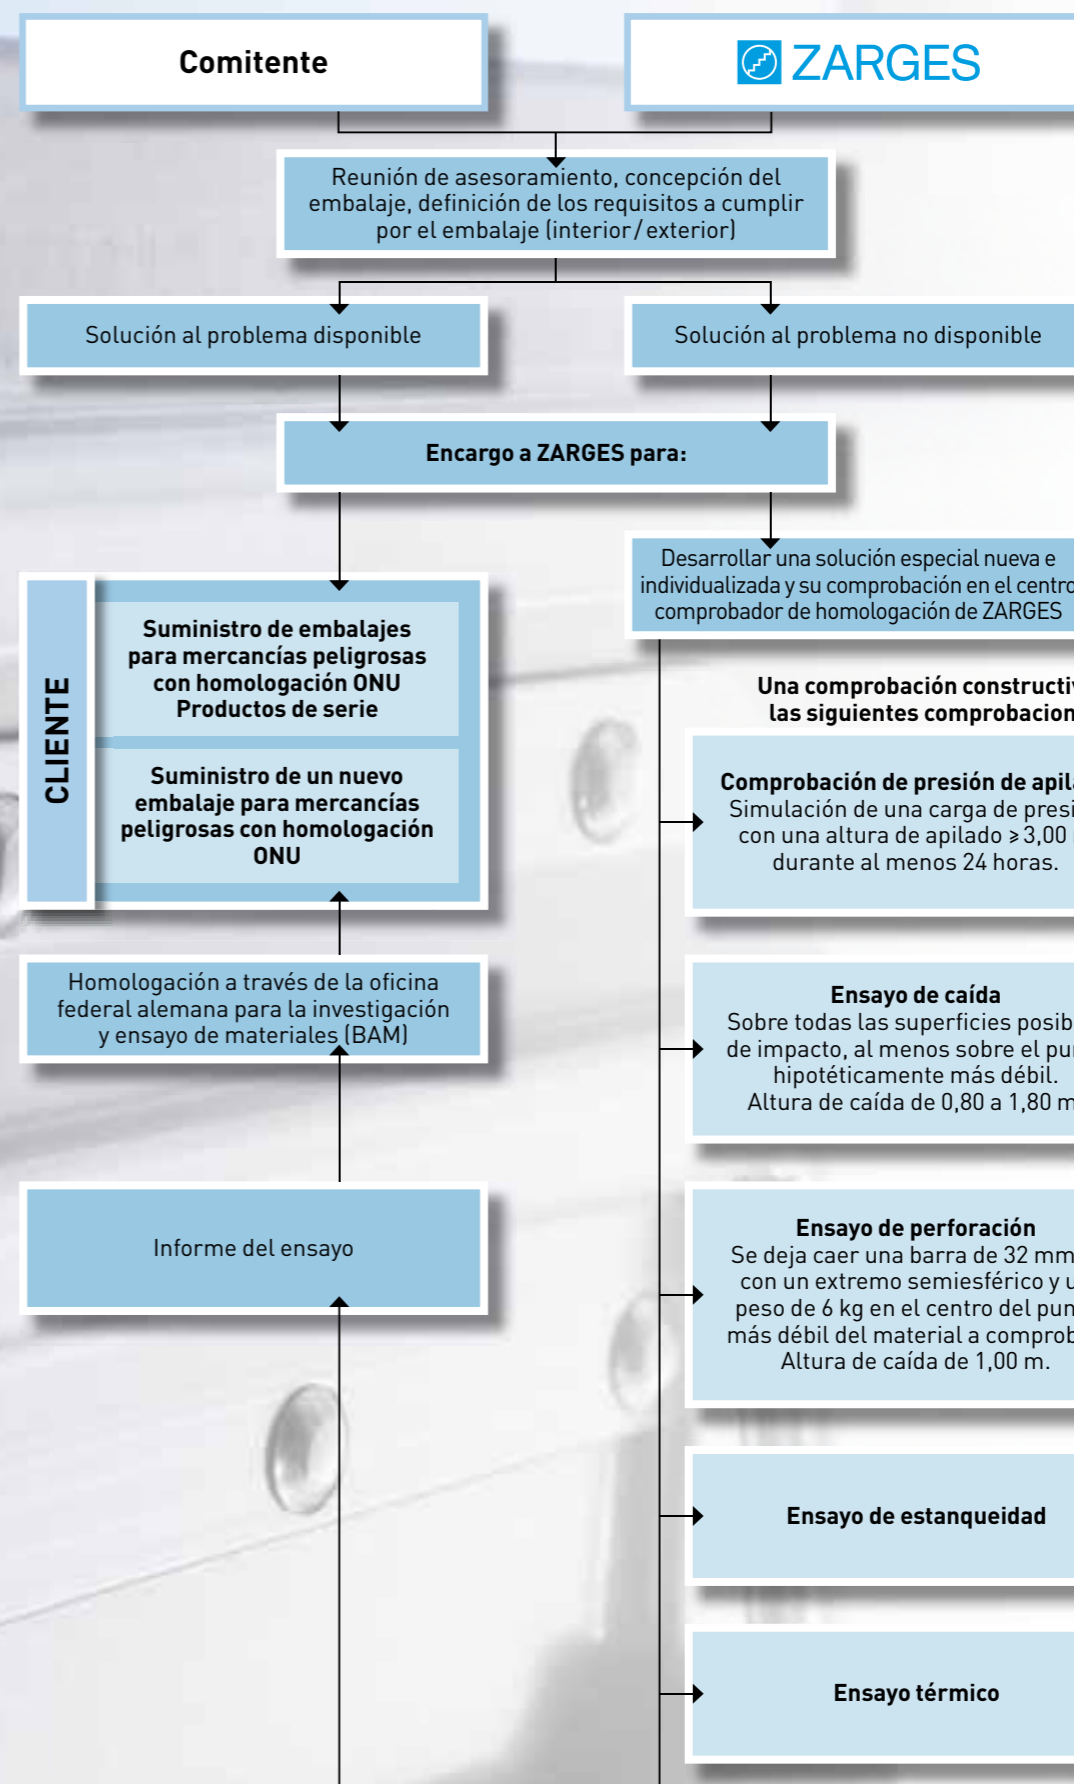 Comitente
ZARGES
Reunión de asesoramiento, concepción del
embalaje, definición de los requisitos a cumplir
por el embalaje (interior / exterior)
Solución al problema disponible
Solución al problema no disponible
Encargo a ZARGES para:
Desarrollar una solución especial nueva e
individualizada y su comprobación en el centro
comprobador de homologación de ZARGES
CLIENTE
Suministro de embalajes
para mercancías peligrosas
con homologación ONU
Productos de serie
Suministro de un nuevo
embalaje para mercancías
peligrosas con homologación
ONU
Una comprobación
las siguientes
Comprobación de presión de
Simulación de una carga de
con una altura de apilado ≥ 3,00
durante al menos 24 horas.
Homologación a través de la oficina
federal alemana para la investigación
y ensayo de materiales (BAM)
Ensayo de caída
Sobre todas las superficies
de impacto, al menos sobre el
hipotéticamente más débil.
Altura de caída de 0,80 a 1,80 m
Informe del ensayo
Ensayo de perforación
Se deja caer una barra de 32 mm
con un extremo semiesférico y
peso de 6 kg en el centro del
más débil del material a
Altura de caída de 1,00 m.
Ensayo de estanqueidad
Ensayo térmico